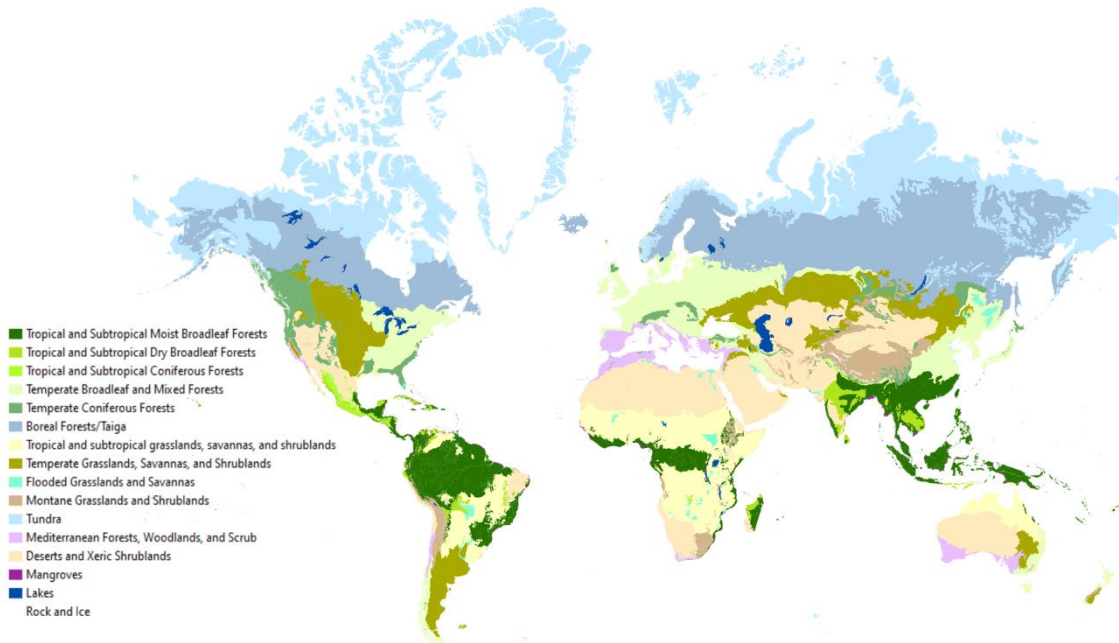 Tropical and Subtropical Moist Broadleaf Forests
Tropical and Subtropical Dry Broadleaf Forests
Tropical and Subtropical Coniferous Forests
Temperate Broadleaf and Mixed Forests
Temperate Coniferous Forests
Boreal Forests/Taiga
Tropical and subtropical grasslands, savannas, and shrublands
Temperate Grasslands, Savannas, and Shrublands
Flooded Grasslands and Savannas
Montane Grasslands and Shrublands
Tundra
Mediterranean Forests, Woodlands, and Scrub
Deserts and Xeric Shrublands
Mangroves
Lakes
Rock and Ice